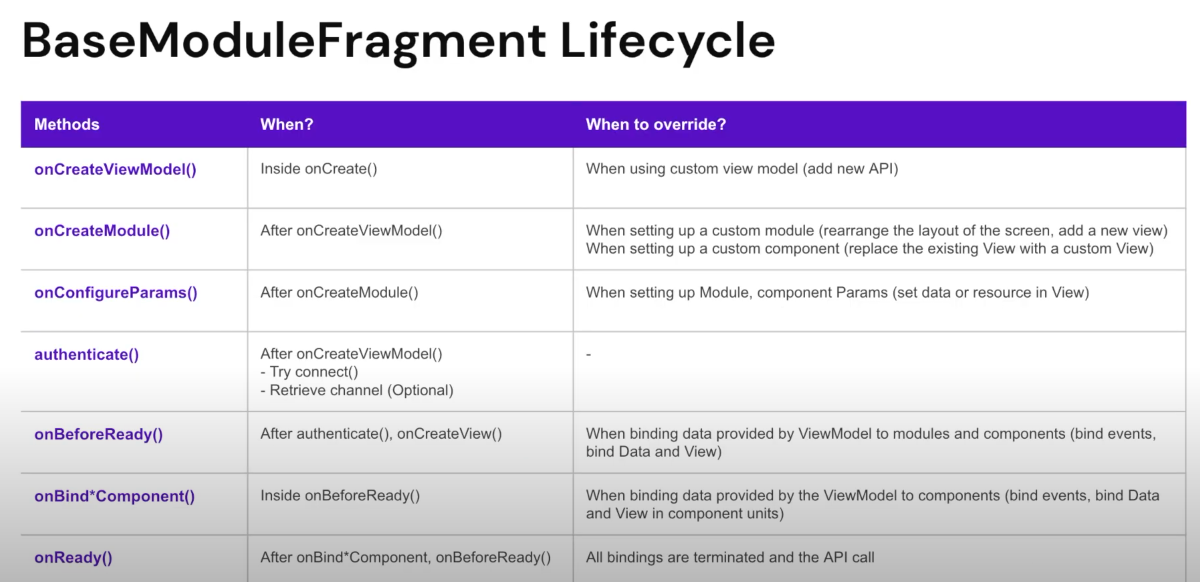 BaseModuleFragment Lifecycle
Methods When? When to override?
onCreateViewModel() Inside onCreate() When using custom view model (add new API)
onCreateModule() After onCreateViewModel() When setting up a custom module (rearrange the layout of the screen, add a new view)
When setting up a custom component (replace the existing View with a custom View)
onConfigureParams() After onCreateModule() When setting up Module, component Params (set data or resource in View)
authenticate() After onCreateViewModel() -
- Try connect()
- Retrieve channel (Optional)
onBeforeReady() After authenticate(), onCreateView() When binding data provided by ViewModel to modules and components (bind events,
bind Data and View)
onBind*Component() Inside onBeforeReady() When binding data provided by the ViewModel to components (bind events, bind Data
and View in component units)
onReady() After onBind*Component, onBeforeReady() All bindings are terminated and the API call